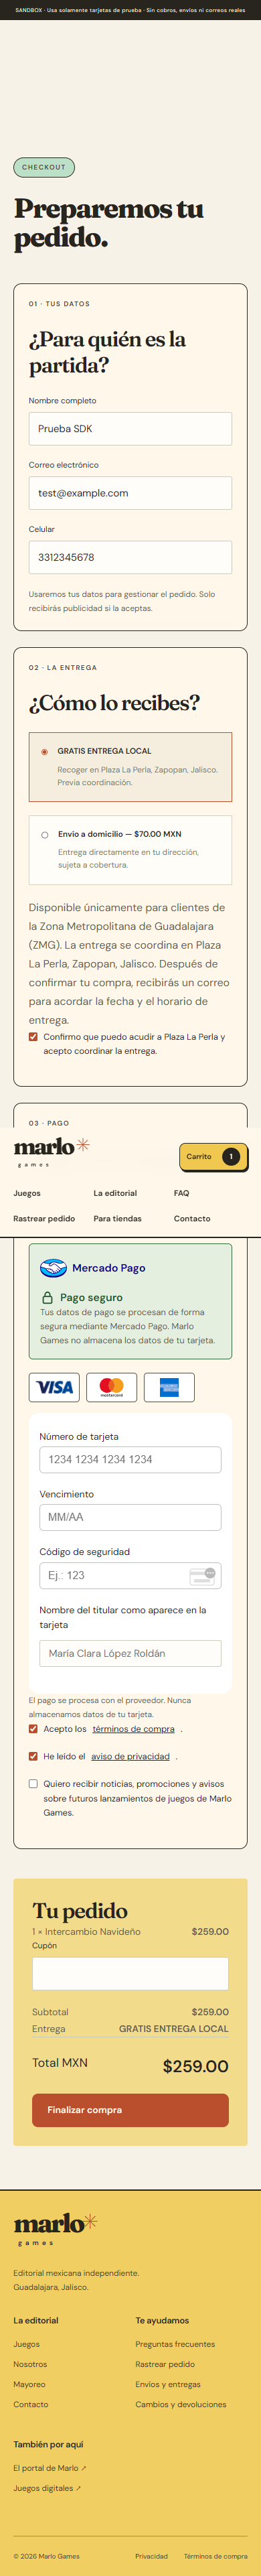 SANDBOX · Usa solamente tarjetas de prueba · Sin cobros, envíos ni correos reales
CHECKOUT
Preparemos tu
pedido.
01 · TUS DATOS
¿Para quién es la
partida?
Nombre completo
Prueba SDK
Correo electrónico
test@example.com
Celular
3312345678
Usaremos tus datos para gestionar el pedido. Solo
recibirás publicidad si la aceptas.
02 · LA ENTREGA
¿Cómo lo recibes?
GRATIS ENTREGA LOCAL
Recoger en Plaza La Perla, Zapopan, Jalisco.
Previa coordinación.
Envío a domicilio — $70.00 MXN
Entrega directamente en tu dirección,
sujeta a cobertura.
Disponible únicamente para clientes de
la Zona Metropolitana de Guadalajara
(ZMG). La entrega se coordina en Plaza
La Perla, Zapopan, Jalisco. Después de
confirmar tu compra, recibirás un correo
para acordar la fecha y el horario de
entrega.
Confirmo que puedo acudir a Plaza La Perla y
acepto coordinar la entrega.
03 · PAGO
marlo
games
Carrito 1
Juegos La editorial FAQ
Rastrear pedido Para tiendas Contacto
Mercado Pago
Pago seguro
Tus datos de pago se procesan de forma
segura mediante Mercado Pago. Marlo
Games no almacena los datos de tu tarjeta.
VISA mastercard
Número de tarjeta
1234 1234 1234 1234
Vencimiento
MM/AA
Código de seguridad
Ej.: 123
Nombre del titular como aparece en la
tarjeta
María Clara López Roldán
El pago se procesa con el proveedor. Nunca
almacenamos datos de tu tarjeta.
Acepto los términos de compra .
He leído el aviso de privacidad .
Quiero recibir noticias, promociones y avisos
sobre futuros lanzamientos de juegos de Marlo
Games.
Tu pedido
1 × Intercambio Navideño $259.00
Cupón
Subtotal $259.00
Entrega GRATIS ENTREGA LOCAL
Total MXN $259.00
Finalizar compra
marlo
games
Editorial mexicana independiente.
Guadalajara, Jalisco.
La editorial Te ayudamos
Juegos Preguntas frecuentes
Nosotros Rastrear pedido
Mayoreo Envíos y entregas
Contacto Cambios y devoluciones
También por aquí
El portal de Marlo ↗
Juegos digitales ↗
© 2026 Marlo Games Privacidad Términos de compra